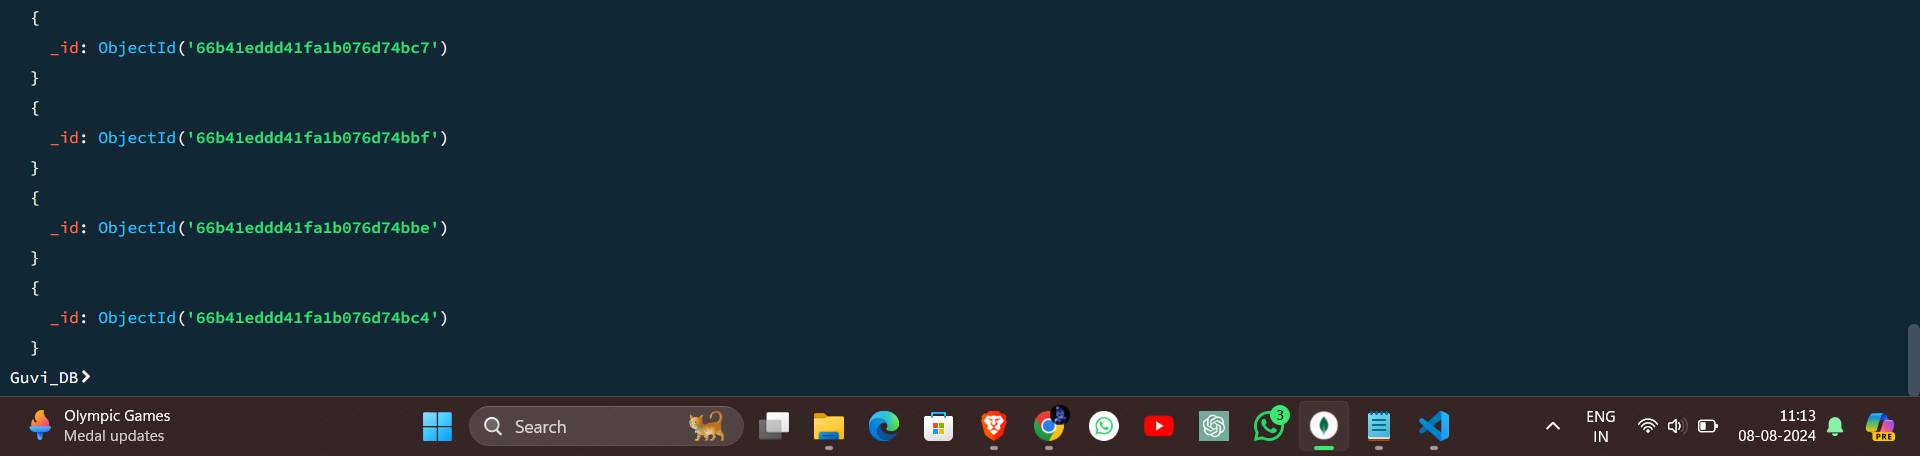 {
_id: ObjectId('66b41eddd41fa1b076d74bc7')
}
{
_id: ObjectId('66b41eddd41fa1b076d74bbf')
}
{
_id: ObjectId('66b41eddd41fa1b076d74bbe')
}
{
_id: ObjectId('66b41eddd41fa1b076d74bc4')
}
Guvi_DB>
Olympic Games
Medal updates
Search
3
ENG
IN
11:13
08-08-2024
PRE